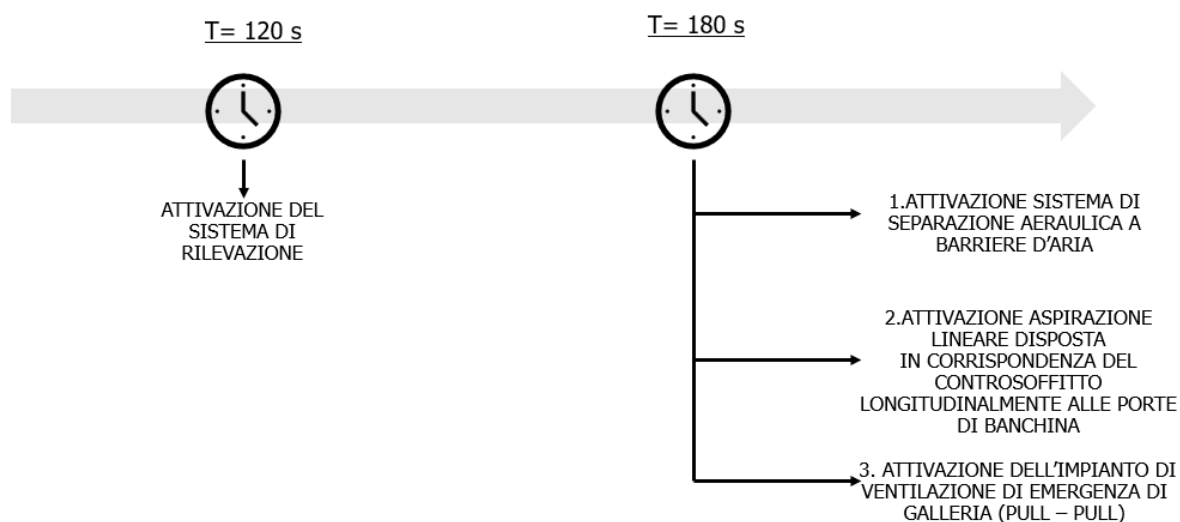 T= 120 s
T= 180 s
ATTIVAZIONE DEL
SISTEMA DI
RILEVAZIONE
1.ATTIVAZIONE SISTEMA DI
SEPARAZIONE AERAULICA A
BARRIERE D’ARIA
2.ATTIVAZIONE ASPIRAZIONE
LINEARE DISPOSTA
IN CORRISPONDENZA DEL
CONTROSOFFITTO
LONGITUDINALMENTE ALLE PORTE
DI BANCHINA
3. ATTIVAZIONE DELL’IMPIANTO DI
VENTILAZIONE DI EMERGENZA DI
GALLERIA (PULL – PULL)